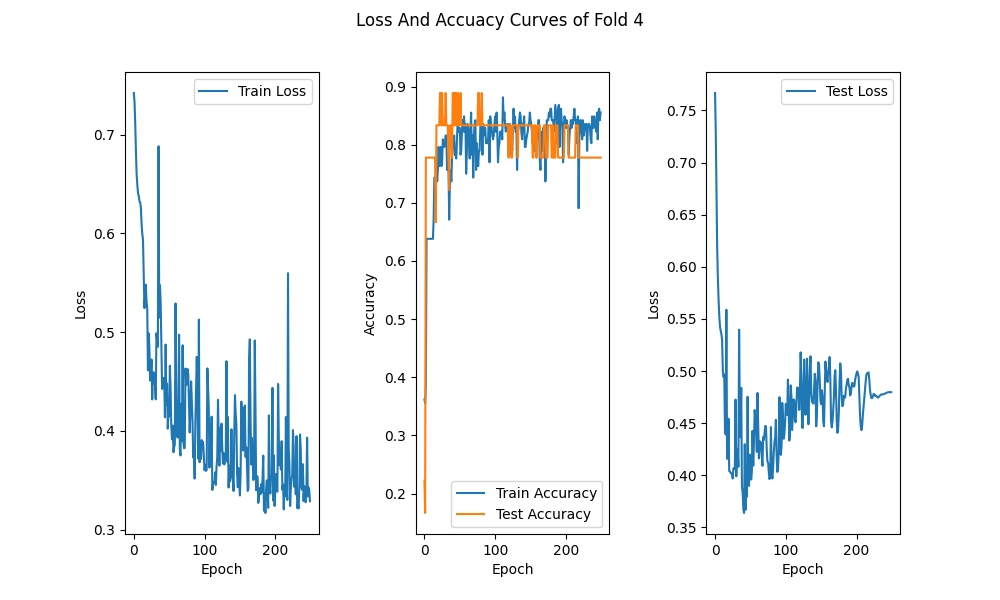 Loss And Accuacy Curves of Fold 4
Train Loss
0.7
0.6
0.5
0.4
0.3
Loss
0
100
200
Epoch
0.9
0.8
0.7
0.6
0.5
0.4
0.3
0.2
Accuracy
Train Accuracy
Test Accuracy
0
100
200
Epoch
Test Loss
0.75
0.70
0.65
0.60
0.55
0.50
0.45
0.40
0.35
Loss
0
100
200
Epoch